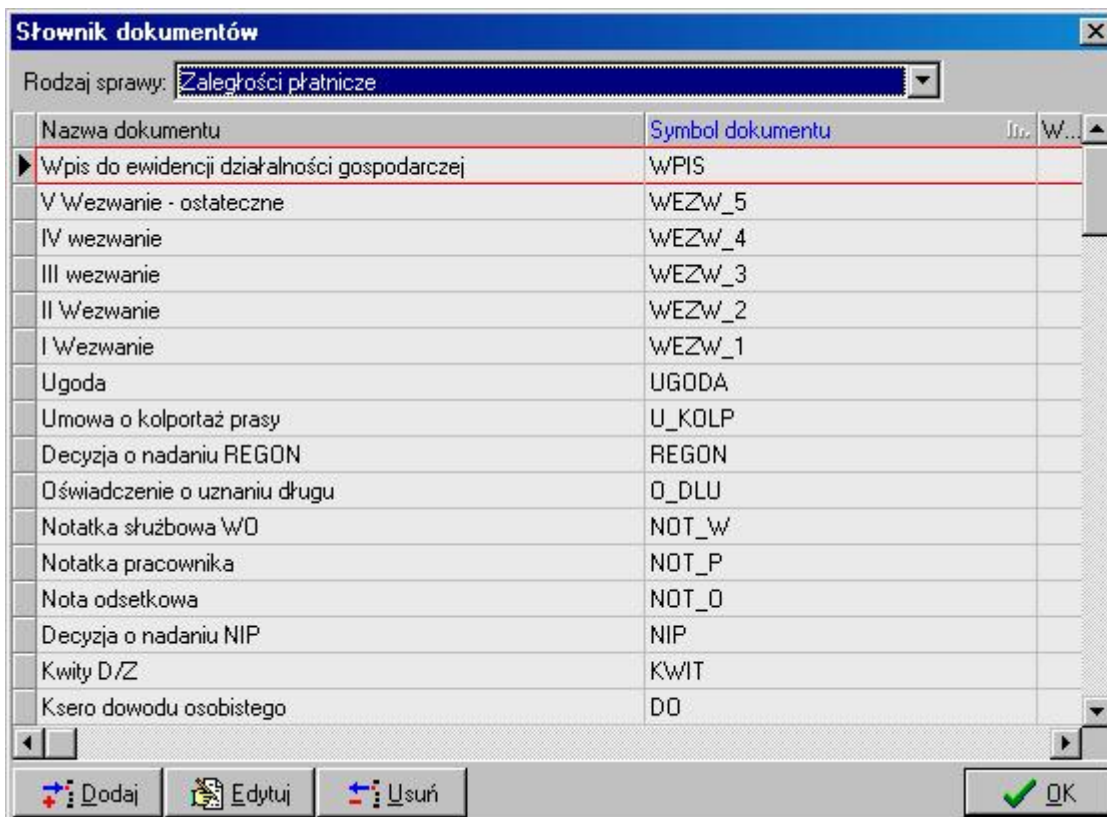 Słownik dokumentów
Rodzaj sprawy: Zaległości płatnicze
Nazwa dokumentu Symbol dokumentu W...
Wpis do ewidencji działalności gospodarczej WPIS
V Wezwanie - ostateczne WEZW_5
IV wezwanie WEZW_4
III wezwanie WEZW_3
II Wezwanie WEZW_2
I Wezwanie WEZW_1
Ugoda UGODA
Umowa o kolportaż prasy U_KOLP
Decyzja o nadaniu REGON REGON
Oświadczenie o uznaniu długu O_DLU
Notatka służbowa WO NOT_W
Notatka pracownika NOT_P
Nota odsetkowa NOT_O
Decyzja o nadaniu NIP NIP
Kwity D/Z KWIT
Ksero dowodu osobistego DO
Dodaj Edytuj Usuń OK